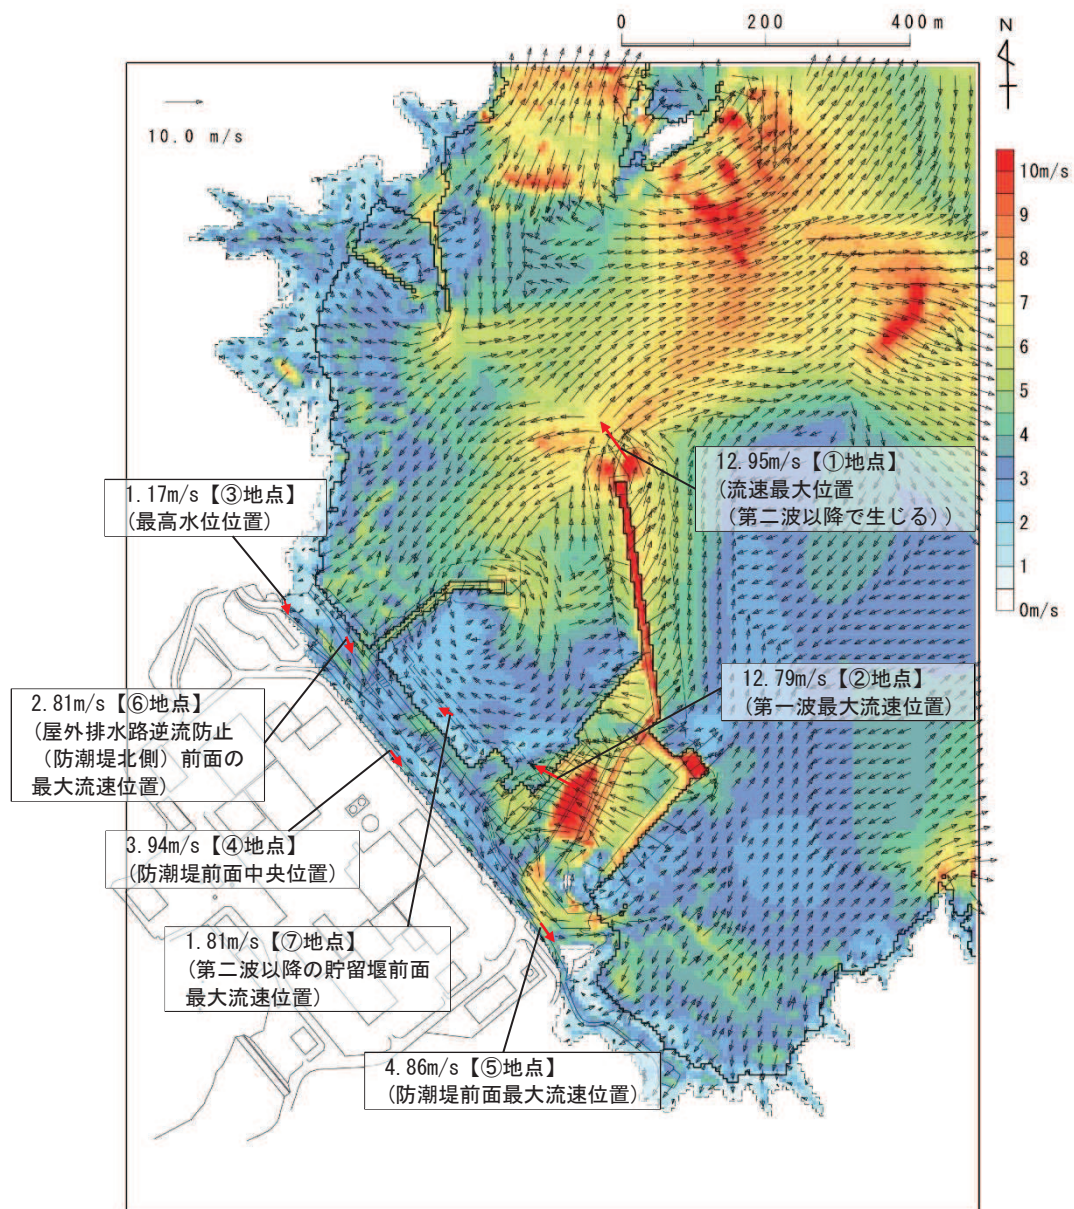 0 200 400m
N
10.0 m/s
10m/s
9
8
7
6
5
4
3
2
1
0m/s
12.95m/s【①地点】
(流速最大位置
(第二波以降で生じる))
1.17m/s【③地点】
(最高水位位置)
12.79m/s【②地点】
(第一波最大流速位置)
2.81m/s【⑥地点】
(屋外排水路逆流防止
(防潮堤北側) 前面の
最大流速位置)
3.94m/s【④地点】
(防潮堤前面中央位置)
1.81m/s【⑦地点】
(第二波以降の貯留堰前面
最大流速位置)
4.86m/s【⑤地点】
(防潮堤前面最大流速位置)